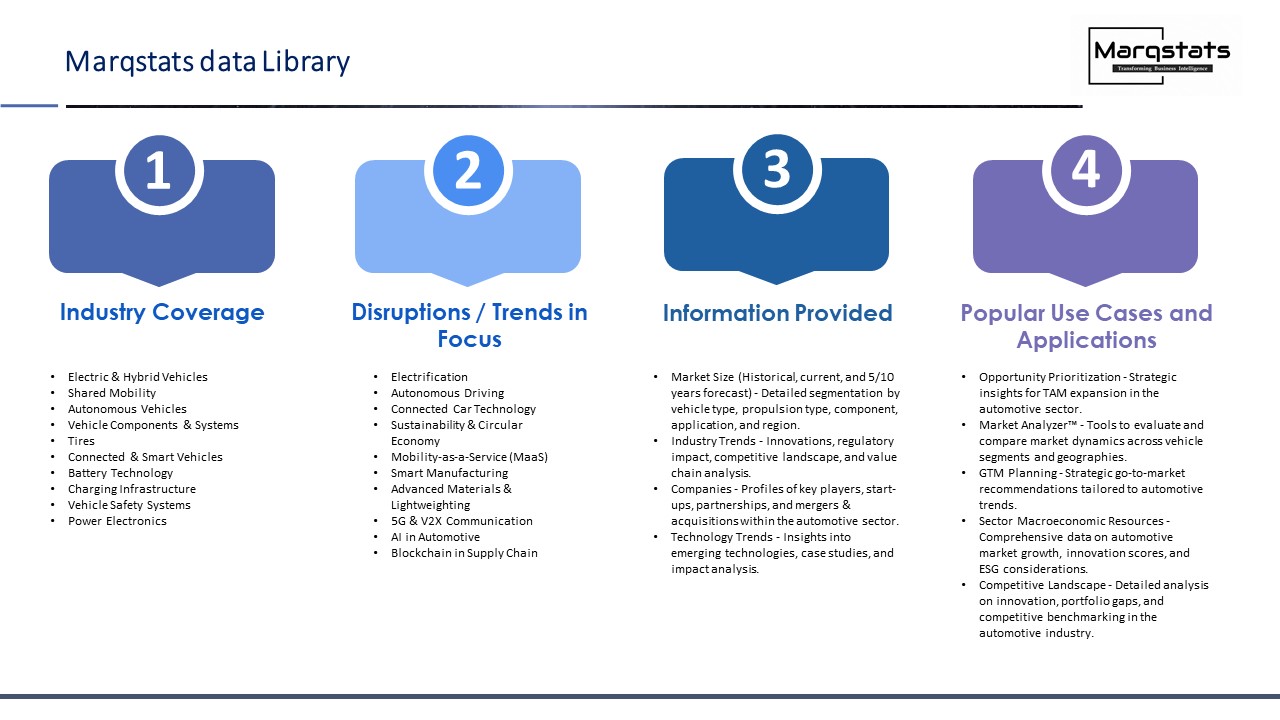 Marqstats data Library
Marqstats
Transforming Business Intelligence
1
Industry Coverage
• Electric & Hybrid Vehicles
• Shared Mobility
• Autonomous Vehicles
• Vehicle Components & Systems
• Tires
• Connected & Smart Vehicles
• Battery Technology
• Charging Infrastructure
• Vehicle Safety Systems
• Power Electronics
2
Disruptions / Trends in
Focus
• Electrification
• Autonomous Driving
• Connected Car Technology
• Sustainability & Circular
Economy
• Mobility-as-a-Service (MaaS)
• Smart Manufacturing
• Advanced Materials &
Lightweighting
• 5G & V2X Communication
• AI in Automotive
• Blockchain in Supply Chain
3
Information Provided
• Market Size (Historical, current, and 5/10
years forecast) - Detailed segmentation by
vehicle type, propulsion type, component,
application, and region.
• Industry Trends - Innovations, regulatory
impact, competitive landscape, and value
chain analysis.
• Companies - Profiles of key players, start-
ups, partnerships, and mergers &
acquisitions within the automotive sector.
• Technology Trends - Insights into
emerging technologies, case studies, and
impact analysis.
4
Popular Use Cases and
Applications
• Opportunity Prioritization - Strategic
insights for TAM expansion in the
automotive sector.
• Market Analyzer™ - Tools to evaluate and
compare market dynamics across vehicle
segments and geographies.
• GTM Planning - Strategic go-to-market
recommendations tailored to automotive
trends.
• Sector Macroeconomic Resources -
Comprehensive data on automotive
market growth, innovation scores, and
ESG considerations.
• Competitive Landscape - Detailed analysis
on innovation, portfolio gaps, and
competitive benchmarking in the
automotive industry.